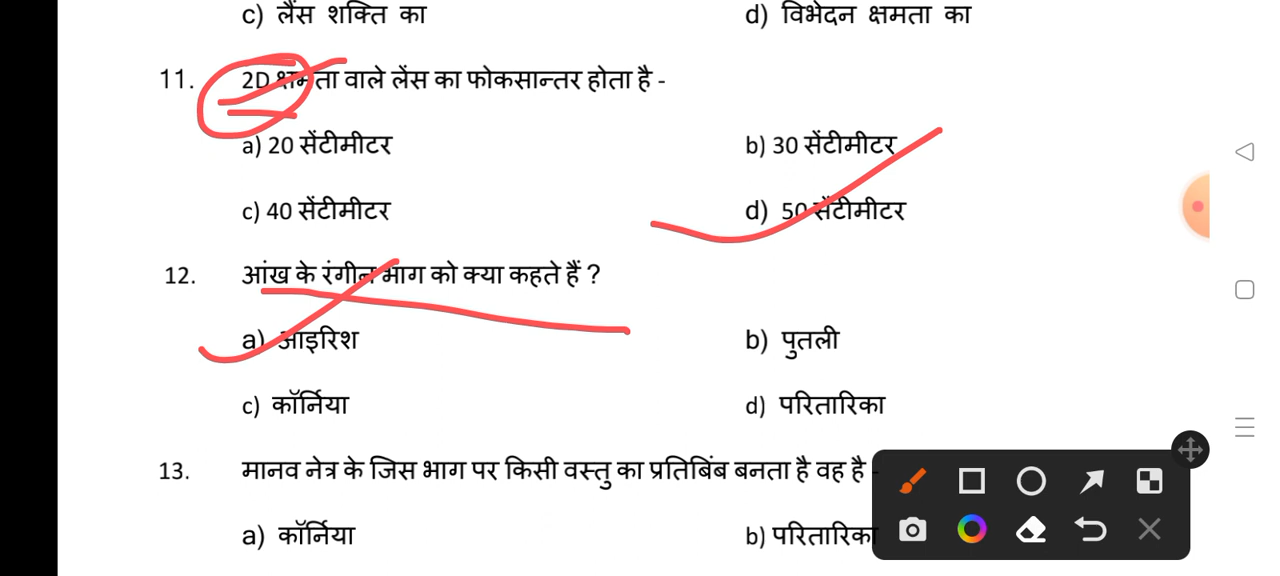 c) लैंस शक्ति का d) विभेदन क्षमता का
11. 2D क्षमता वाले लेंस का फोकसान्तर होता है -
a) 20 सेंटीमीटर b) 30 सेंटीमीटर
c) 40 सेंटीमीटर d) 50 सेंटीमीटर
12. आंख के रंगीन भाग को क्या कहते हैं ?
a) आइरिश b) पुतली
c) कॉर्निया d) परितारिका
13. मानव नेत्र के जिस भाग पर किसी वस्तु का प्रतिबिंब बनता है वह है -
a) कॉर्निया b) परितारिका